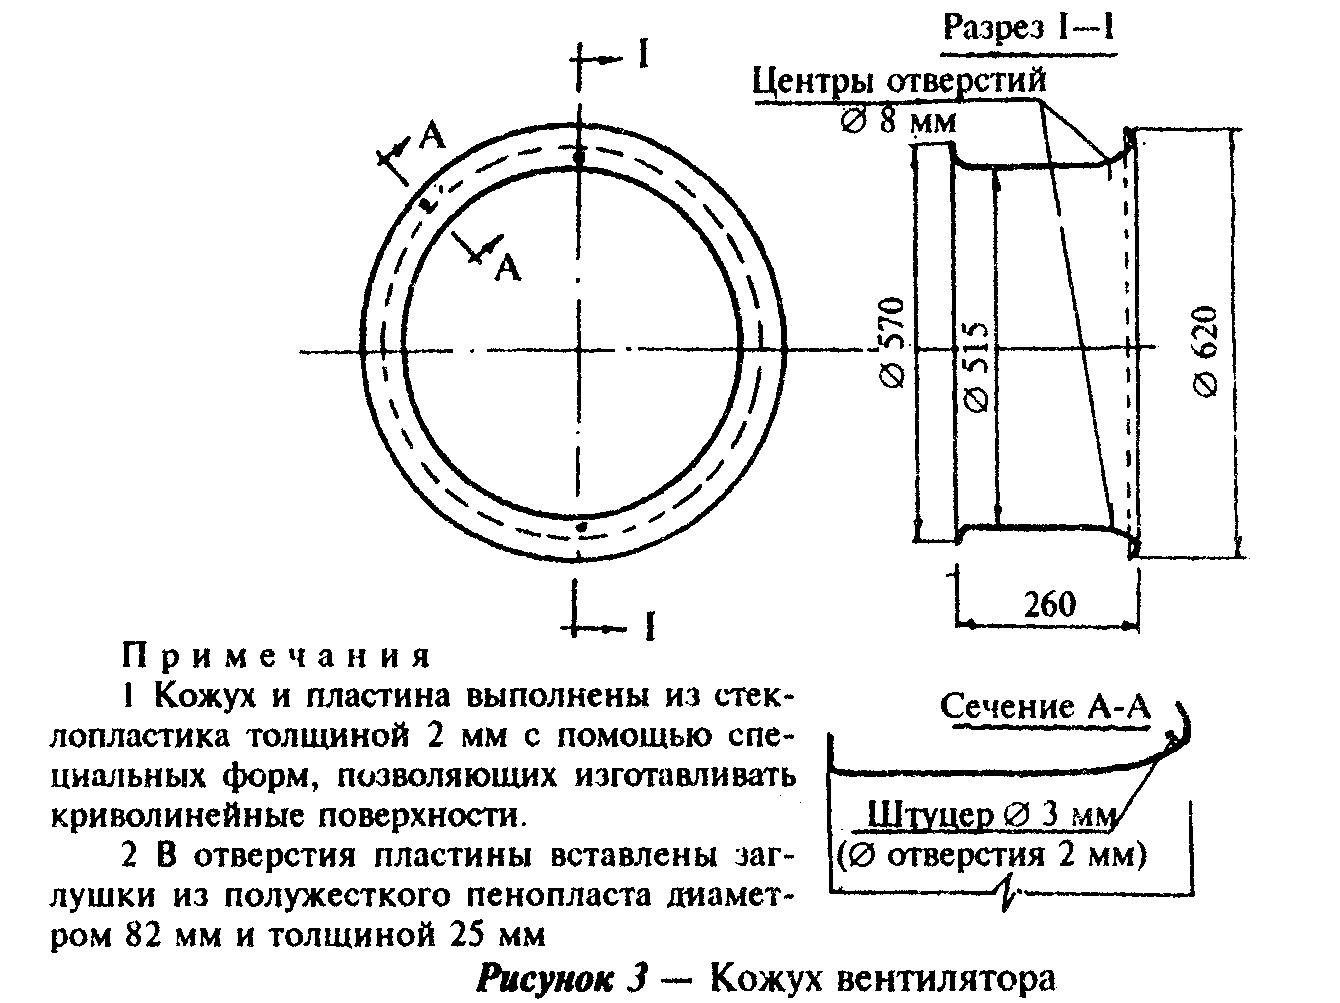 I
Разрез I—I
Центры отверстий
∅ 8 мм
А
А
∅ 570
∅ 515
∅ 620
260
I
Примечания
1 Кожух и пластина выполнены из стек-
лопластика толщиной 2 мм с помощью спе-
циальных форм, позволяющих изготавливать
криволинейные поверхности.
2 В отверстия пластины вставлены заг-
лушки из полужесткого пенопласта диамет-
ром 82 мм и толщиной 25 мм
Сечение А-А
Штуцер ∅ 3 мм
(∅ отверстия 2 мм)
Рисунок 3 — Кожух вентилятора